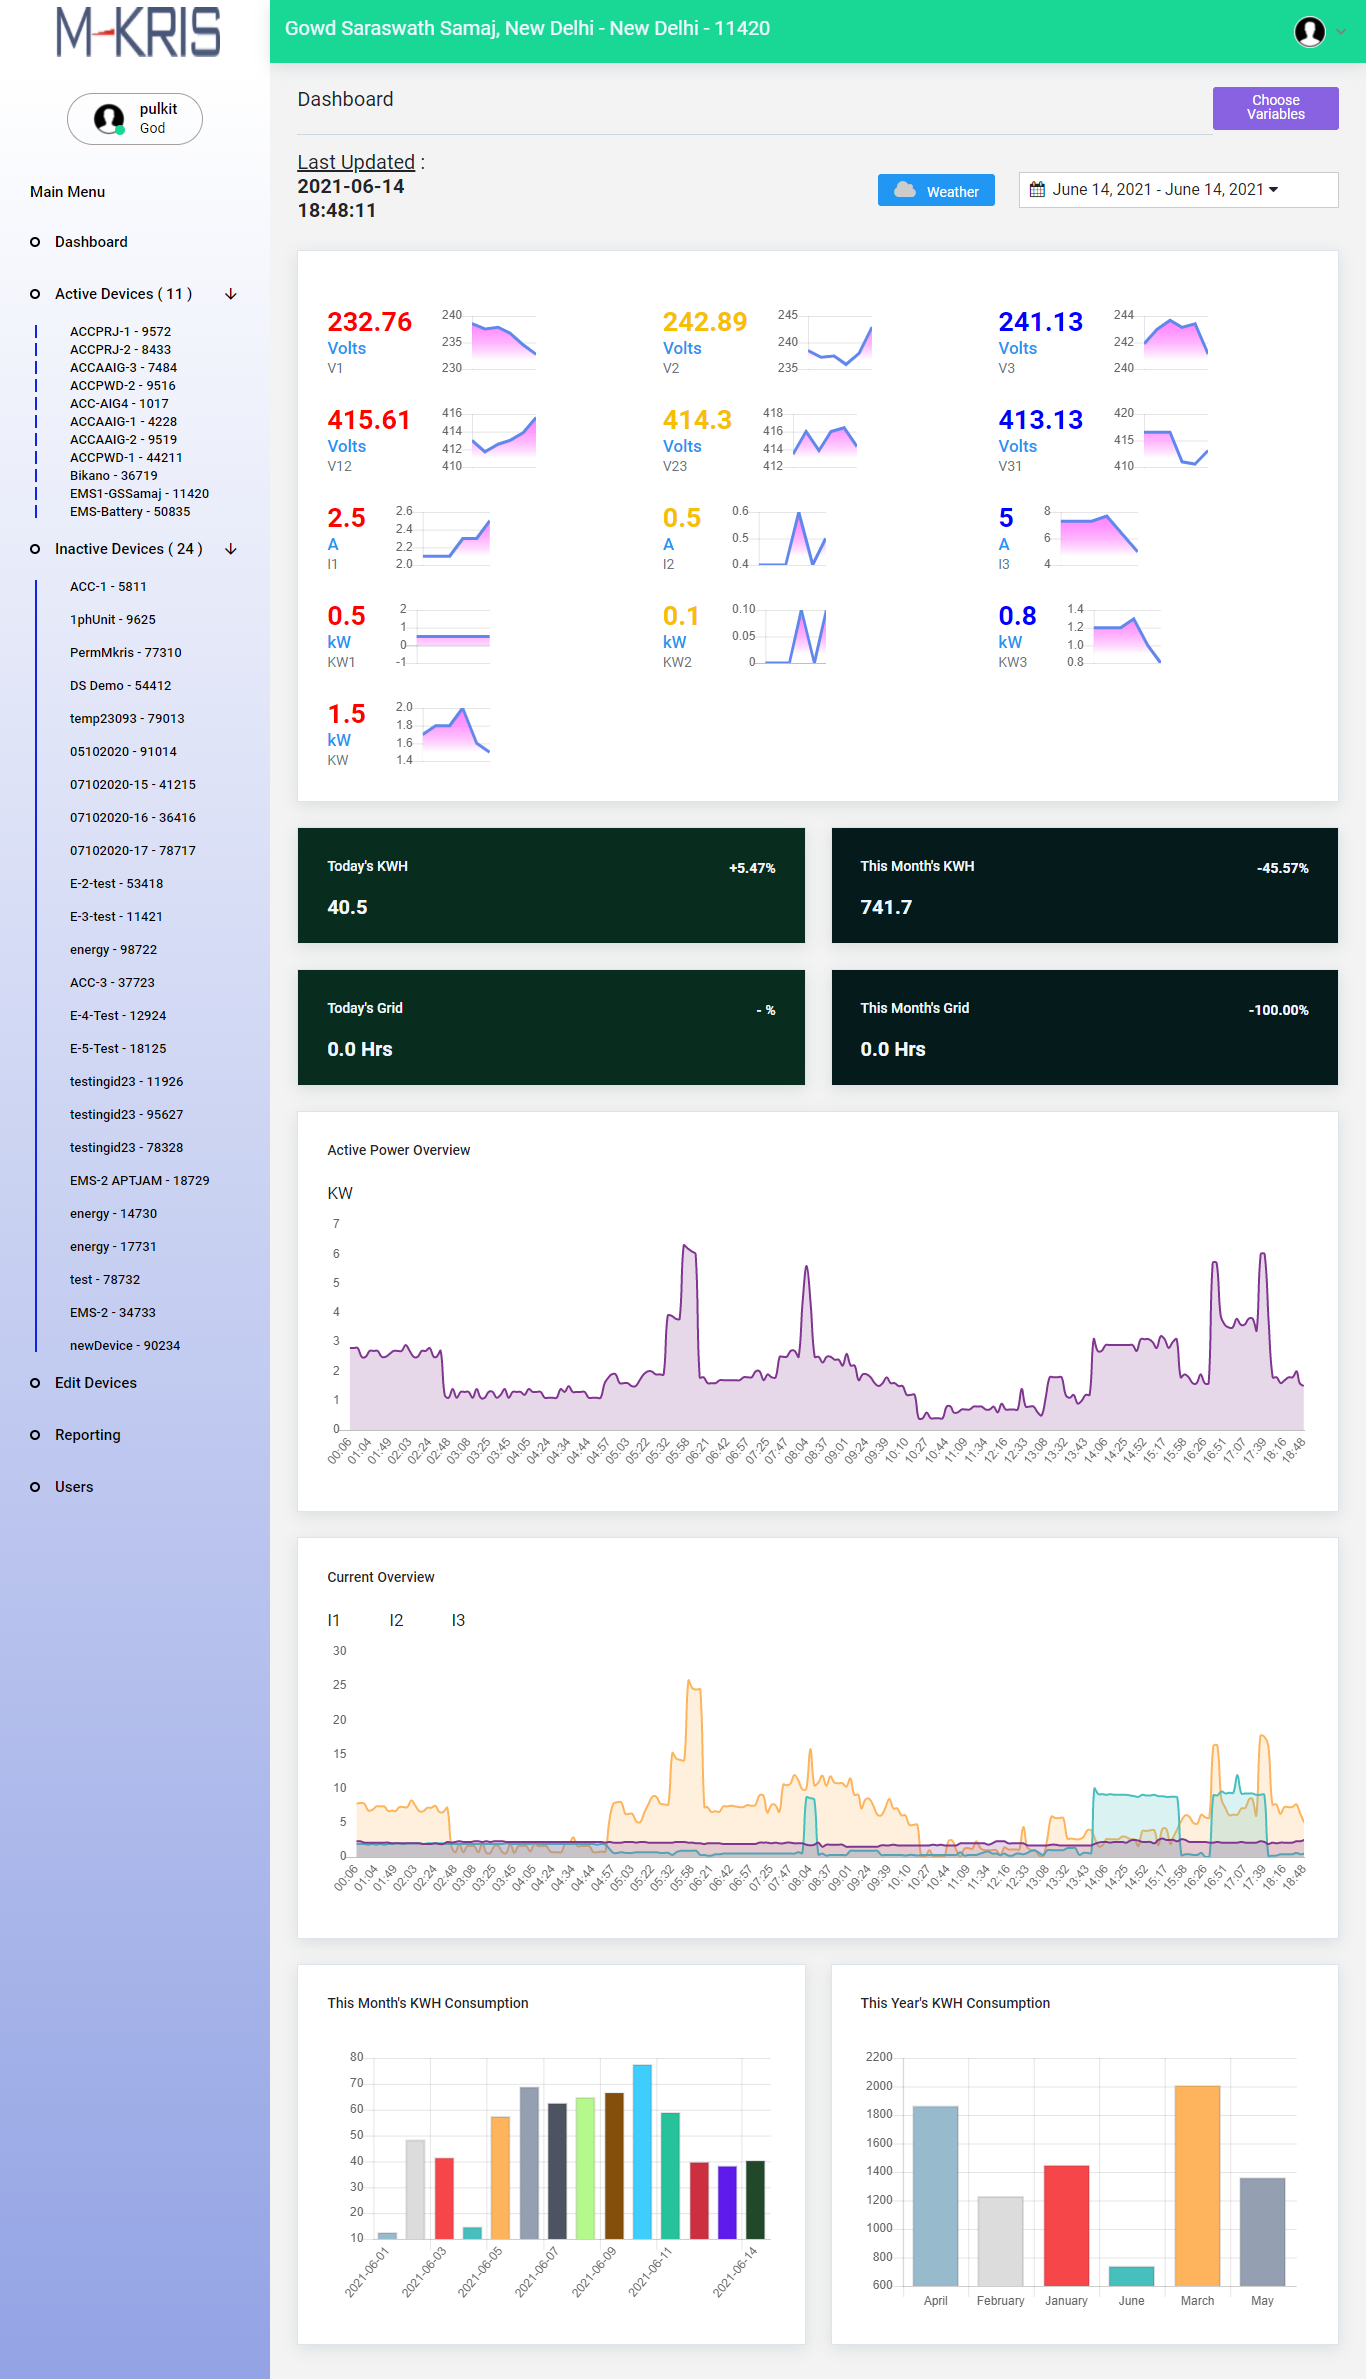 M-KRIS
Gowd Saraswath Samaj, New Delhi - New Delhi - 11420
pulkit
God
Main Menu
Dashboard
Active Devices ( 11 )
ACCPRJ-1 - 9572
ACCPRJ-2 - 8433
ACCAAIG-3 - 7484
ACCPWD-2 - 9516
ACC-AIG4 - 1017
ACCAAIG-1 - 4228
ACCAAIG-2 - 9519
ACCPWD-1 - 44211
Bikano - 36719
EMS1-GSSamaj - 11420
EMS-Battery - 50835
Inactive Devices ( 24 )
ACC-1 - 5811
1phUnit - 9625
PermMkris - 77310
DS Demo - 54412
temp23093 - 79013
05102020 - 91014
07102020-15 - 41215
07102020-16 - 36416
07102020-17 - 78717
E-2-test - 53418
E-3-test - 11421
energy - 98722
ACC-3 - 37723
E-4-Test - 12924
E-5-Test - 18125
testingid23 - 11926
testingid23 - 95627
testingid23 - 78328
EMS-2 APTJAM - 18729
energy - 14730
energy - 17731
test - 78732
EMS-2 - 34733
newDevice - 90234
Edit Devices
Reporting
Users
Dashboard
Choose
Variables
Last Updated :
2021-06-14
18:48:11
Weather
June 14, 2021 - June 14, 2021
232.76
Volts
V1
240
235
230
242.89
Volts
V2
245
240
235
241.13
Volts
V3
244
242
240
415.61
Volts
V12
416
414
412
410
414.3
Volts
V23
418
416
414
412
413.13
Volts
V31
420
415
410
2.5
A
I1
2.6
2.4
2.2
2.0
0.5
A
I2
0.6
0.5
0.4
5
A
I3
8
6
4
0.5
kW
KW1
2
1
0
-1
0.1
kW
KW2
0.10
0.05
0
0.8
kW
KW3
1.4
1.2
1.0
0.8
1.5
kW
KW
2.0
1.8
1.6
1.4
Today's KWH +5.47%
40.5
This Month's KWH -45.57%
741.7
Today's Grid - %
0.0 Hrs
This Month's Grid -100.00%
0.0 Hrs
Active Power Overview
KW
7
6
5
4
3
2
1
0
00:06 01:04 01:49 02:03 02:24 02:48 03:08 03:25 03:45 04:05 04:24 04:34 04:44 04:57 05:03 05:22 05:32 05:58 06:21 06:42 06:57 07:25 07:47 08:04 08:37 09:01 09:24 09:39 10:10 10:27 10:44 11:09 11:34 12:16 12:33 13:08 13:32 13:43 14:06 14:25 14:52 15:17 15:58 16:26 16:51 17:07 17:39 18:16 18:48
Current Overview
I1 I2 I3
30
25
20
15
10
5
0
00:06 01:04 01:49 02:03 02:24 02:48 03:08 03:25 03:45 04:05 04:24 04:34 04:44 04:57 05:03 05:22 05:32 05:58 06:21 06:42 06:57 07:25 07:47 08:04 08:37 09:01 09:24 09:39 10:10 10:27 10:44 11:09 11:34 12:16 12:33 13:08 13:32 13:43 14:06 14:25 14:52 15:17 15:58 16:26 16:51 17:07 17:39 18:16 18:48
This Month's KWH Consumption
80
70
60
50
40
30
20
10
2021-06-01 2021-06-03 2021-06-05 2021-06-07 2021-06-09 2021-06-11 2021-06-14
This Year's KWH Consumption
2200
2000
1800
1600
1400
1200
1000
800
600
April February January June March May